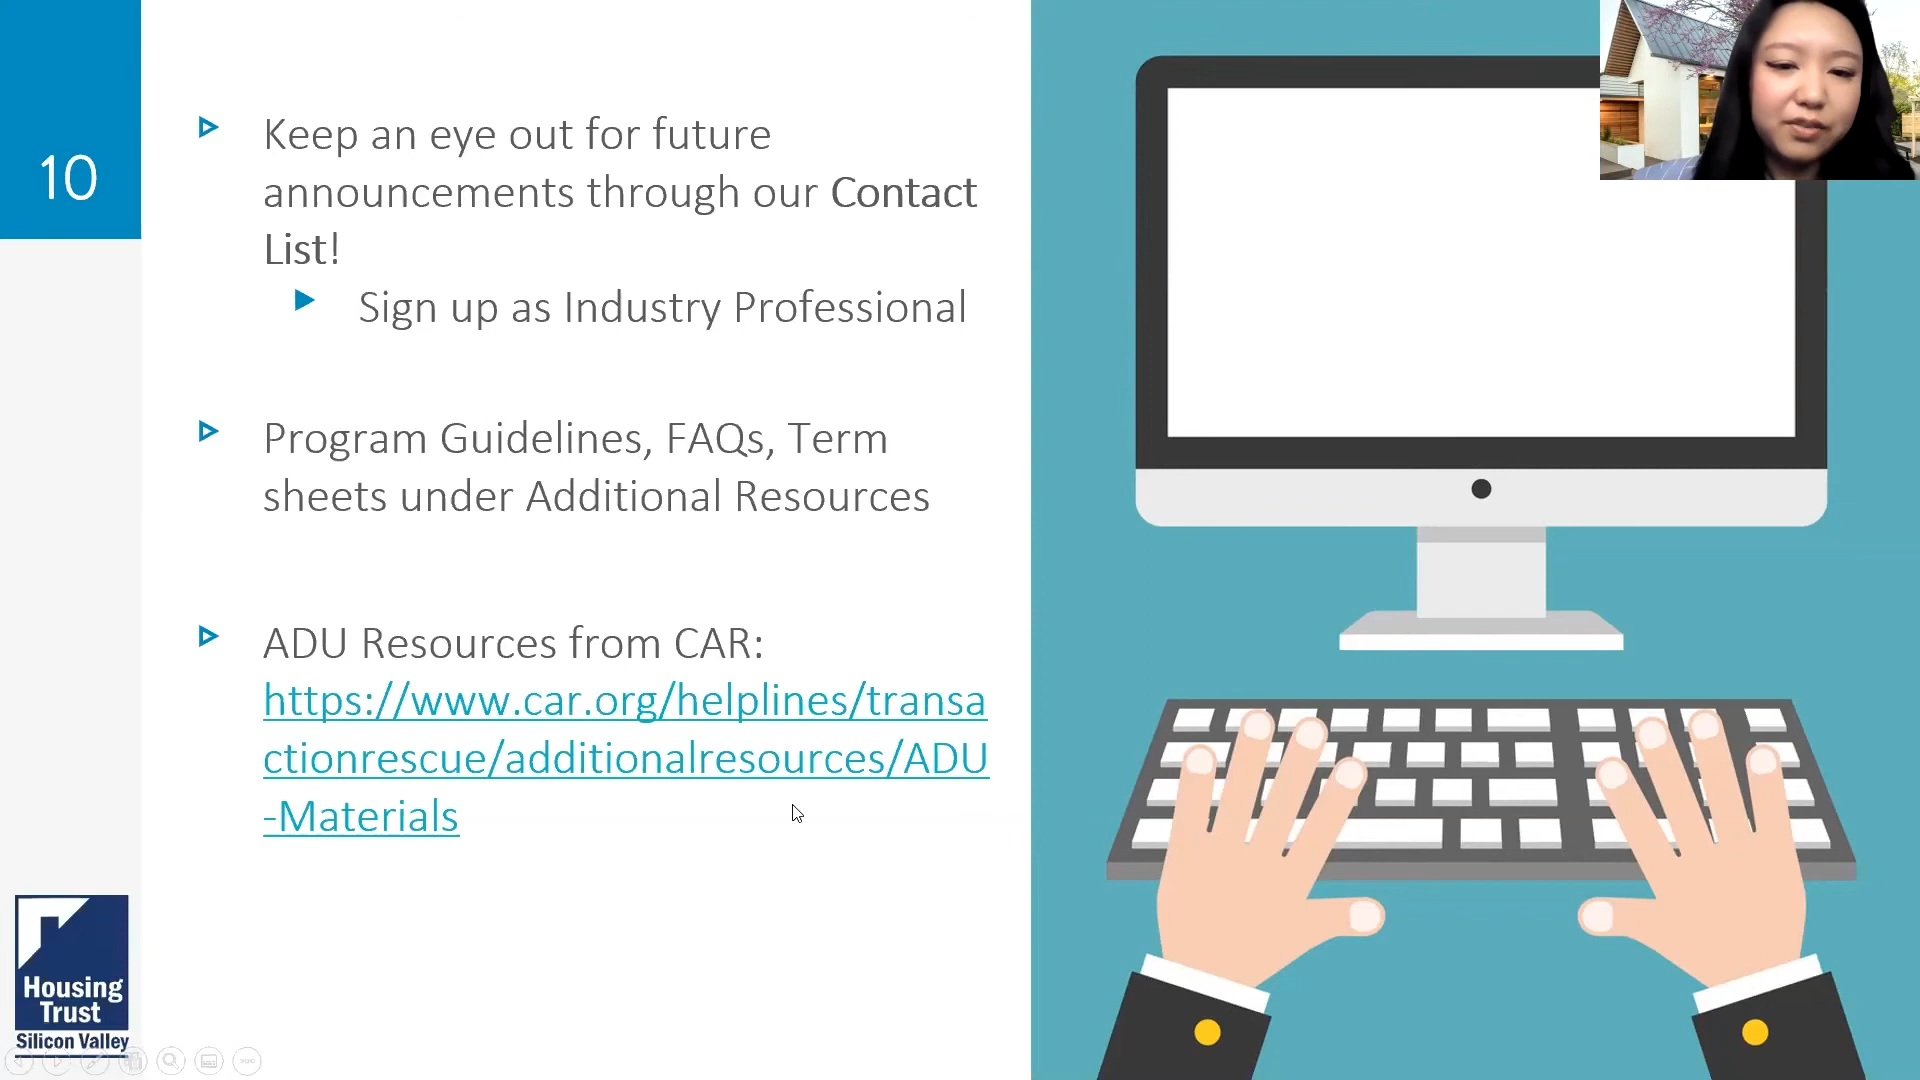 10
Keep an eye out for future
announcements through our Contact
List!
Sign up as Industry Professional
Program Guidelines, FAQs, Term
sheets under Additional Resources
ADU Resources from CAR:
https://www.car.org/helplines/transa
ctionrescue/additionalresources/ADU
-Materials
Housing
Trust
Silicon Valley